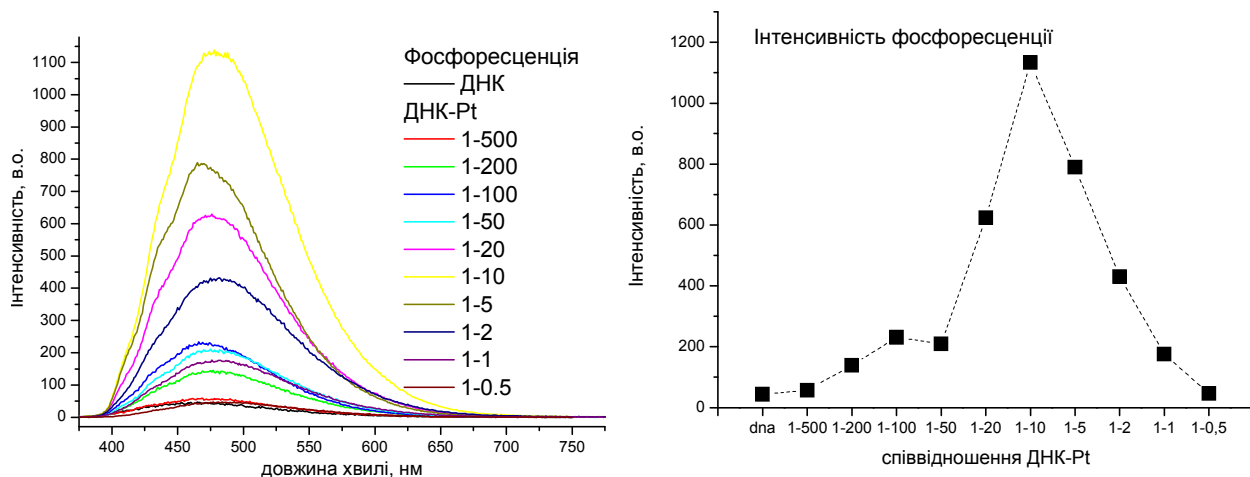 Інтенсивність, в.о.
1100
1000
900
800
700
600
500
400
300
200
100
0
400 450 500 550 600 650 700 750
довжина хвилі, нм
Фосфоресценція
ДНК
ДНК-Pt
1-500
1-200
1-100
1-50
1-20
1-10
1-5
1-2
1-1
1-0.5
Інтенсивність фосфоресценції
Інтенсивність, в.о.
1200
1000
800
600
400
200
0
dna 1-500 1-200 1-100 1-50 1-20 1-10 1-5 1-2 1-1 1-0,5
співвідношення ДНК-Pt